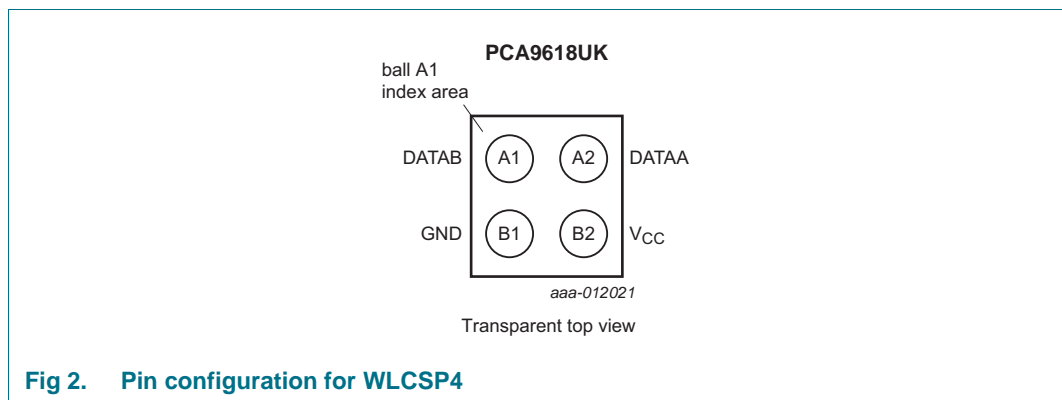 PCA9618UK
ball A1
index area
DATAB A1 A2 DATAA
GND B1 B2 VCC
aaa-012021
Transparent top view
Fig 2. Pin configuration for WLCSP4